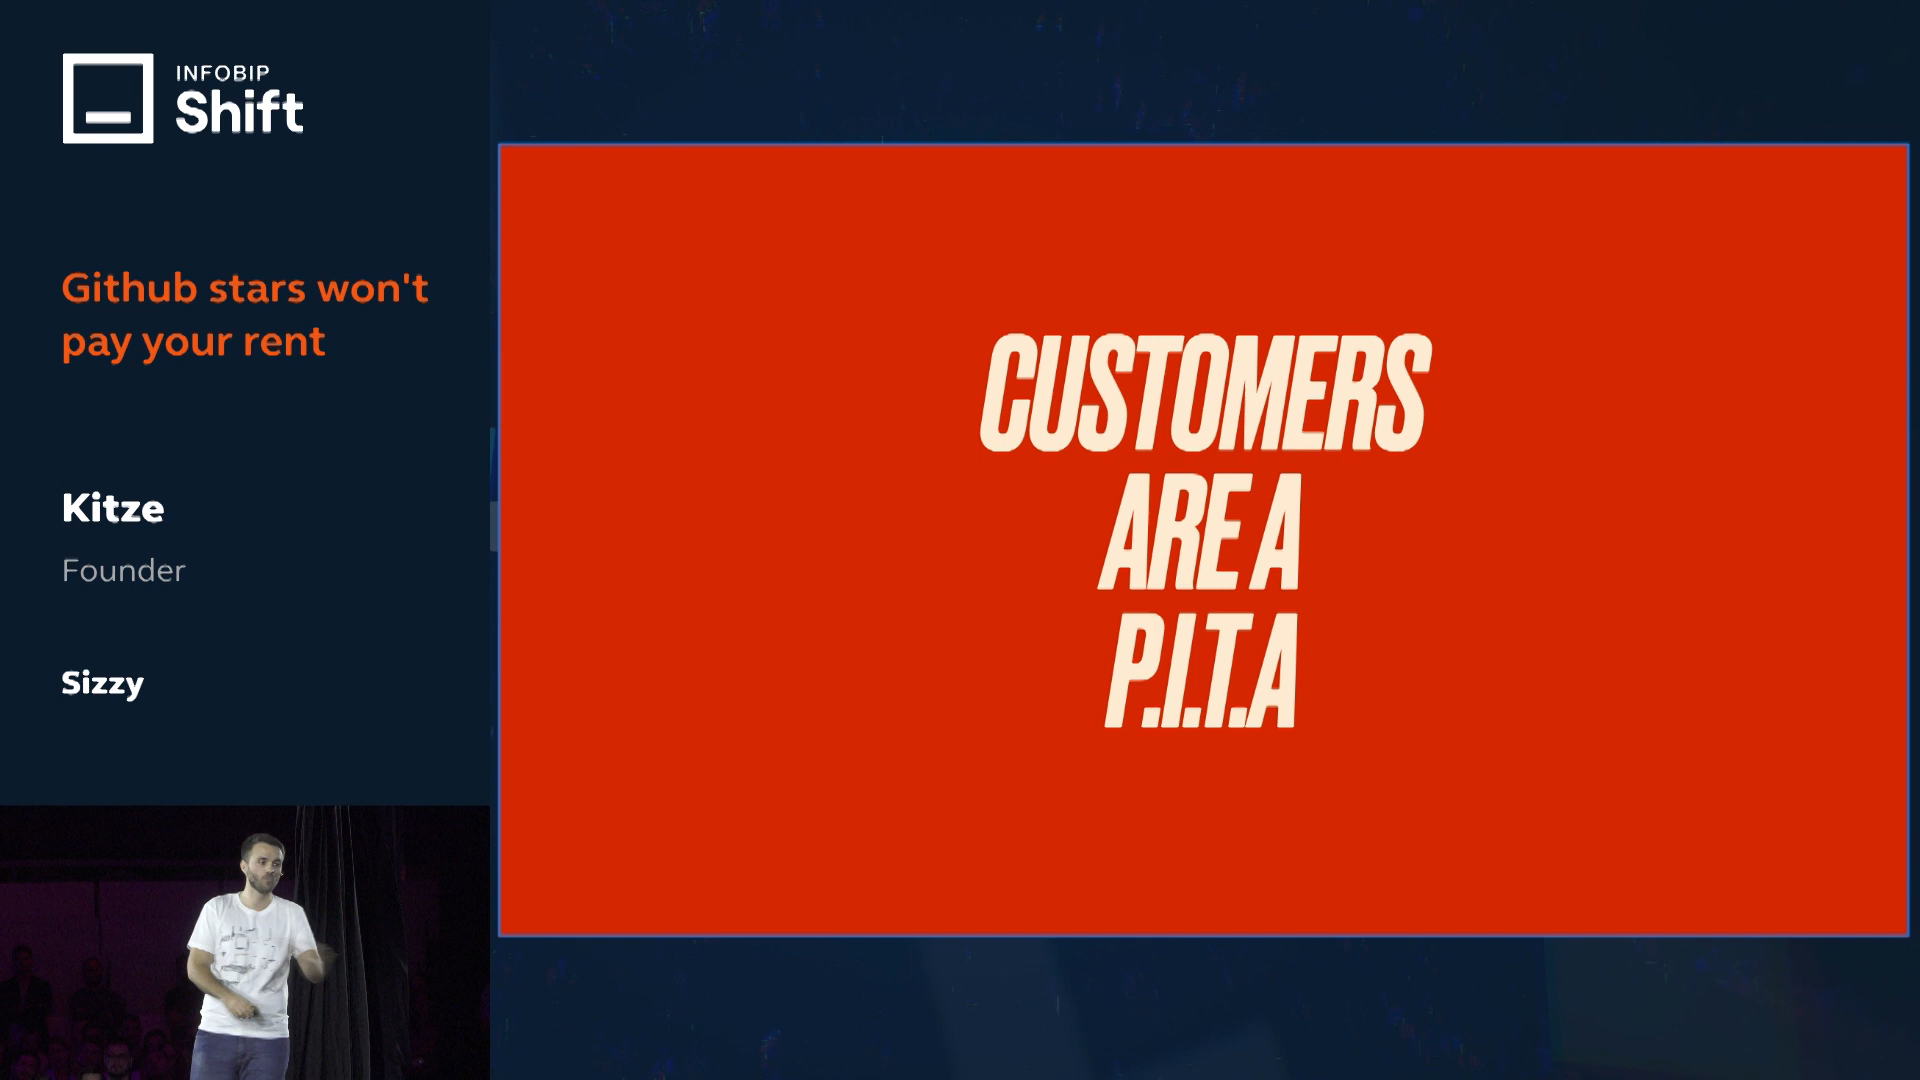 INFOBIP
Shift
Github stars won't
pay your rent
Kitze
Founder
Sizzy
CUSTOMERS
ARE A
P.I.T.A